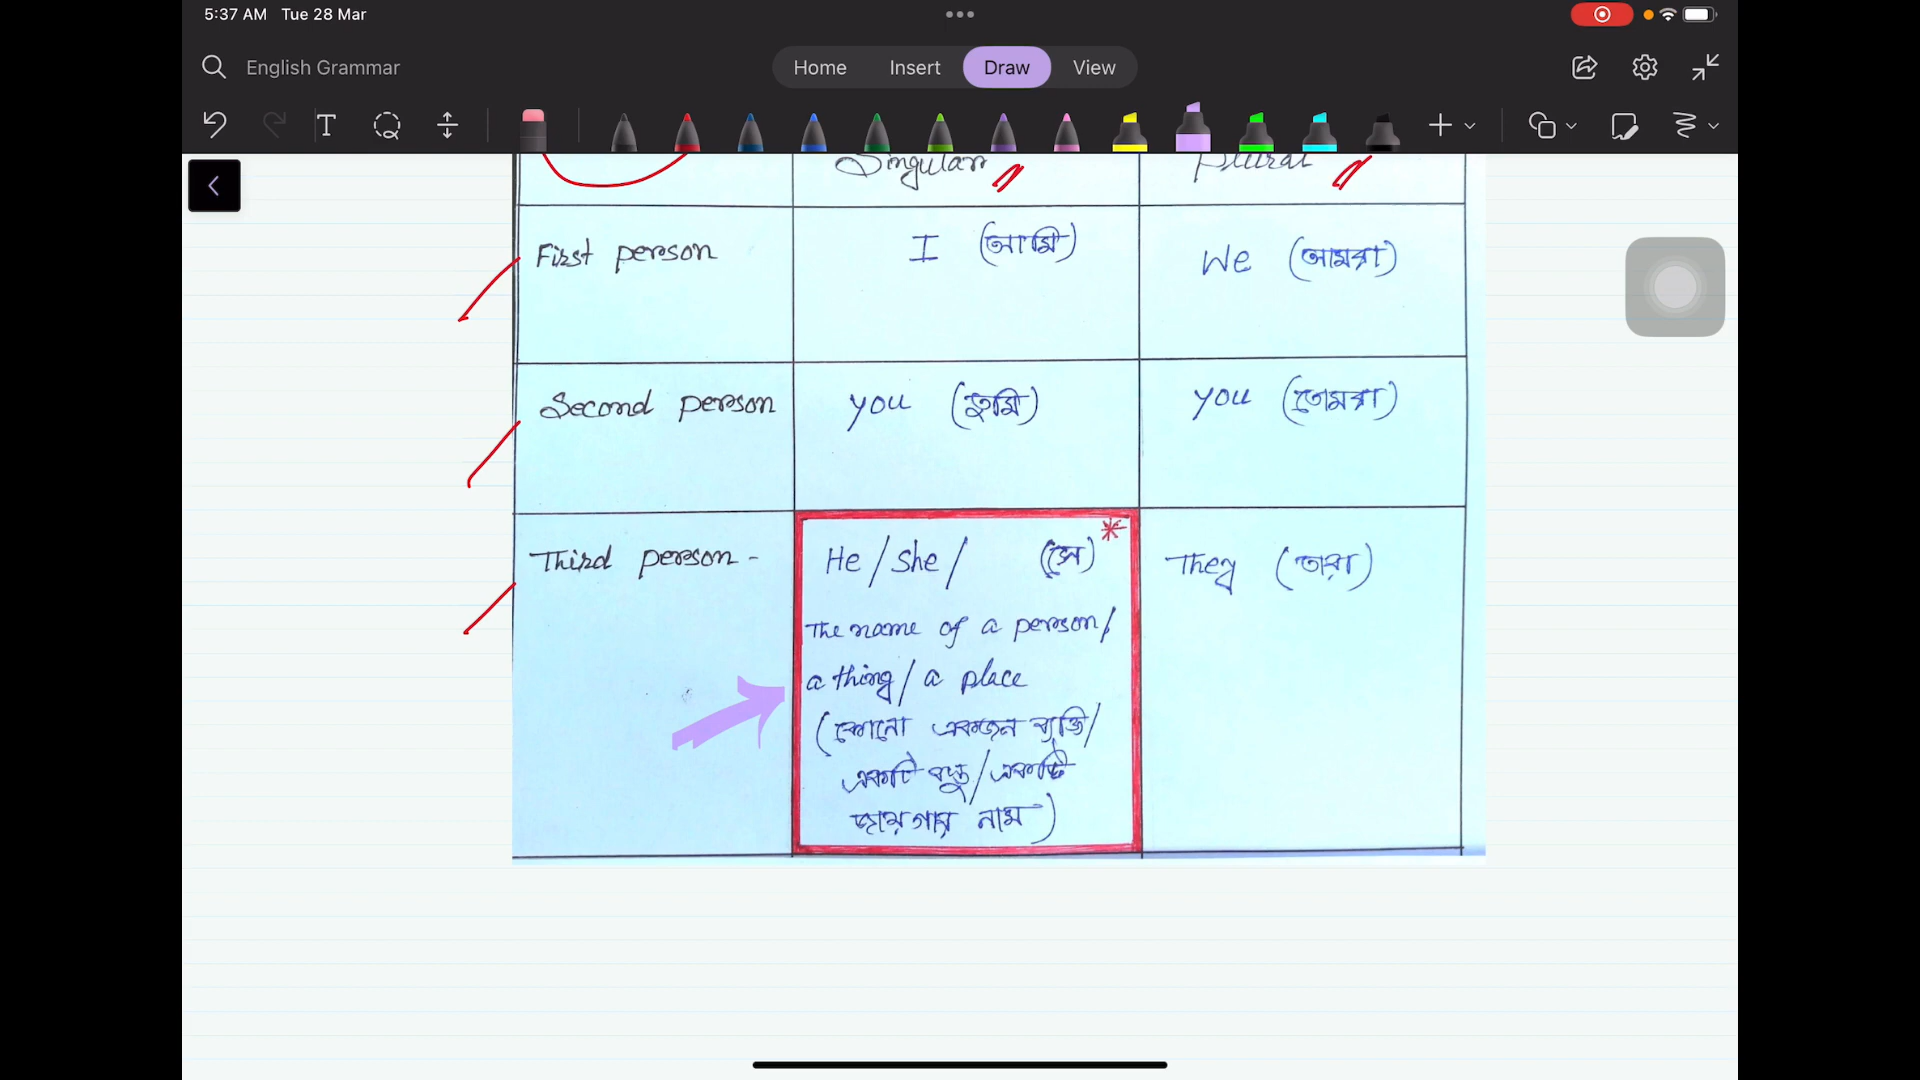 5:37 AM Tue 28 Mar
English Grammar
Home Insert Draw View
Singular Plural
First person I (আমি) We (আমরা)
Second person you (তুমি) you (তোমরা)
Third person - He / She / (সে) They (তারা)
The name of a person/
a thing / a place
(কোনো একজন ব্যক্তি/
একটি বস্তু / একটি
জায়গার নাম)